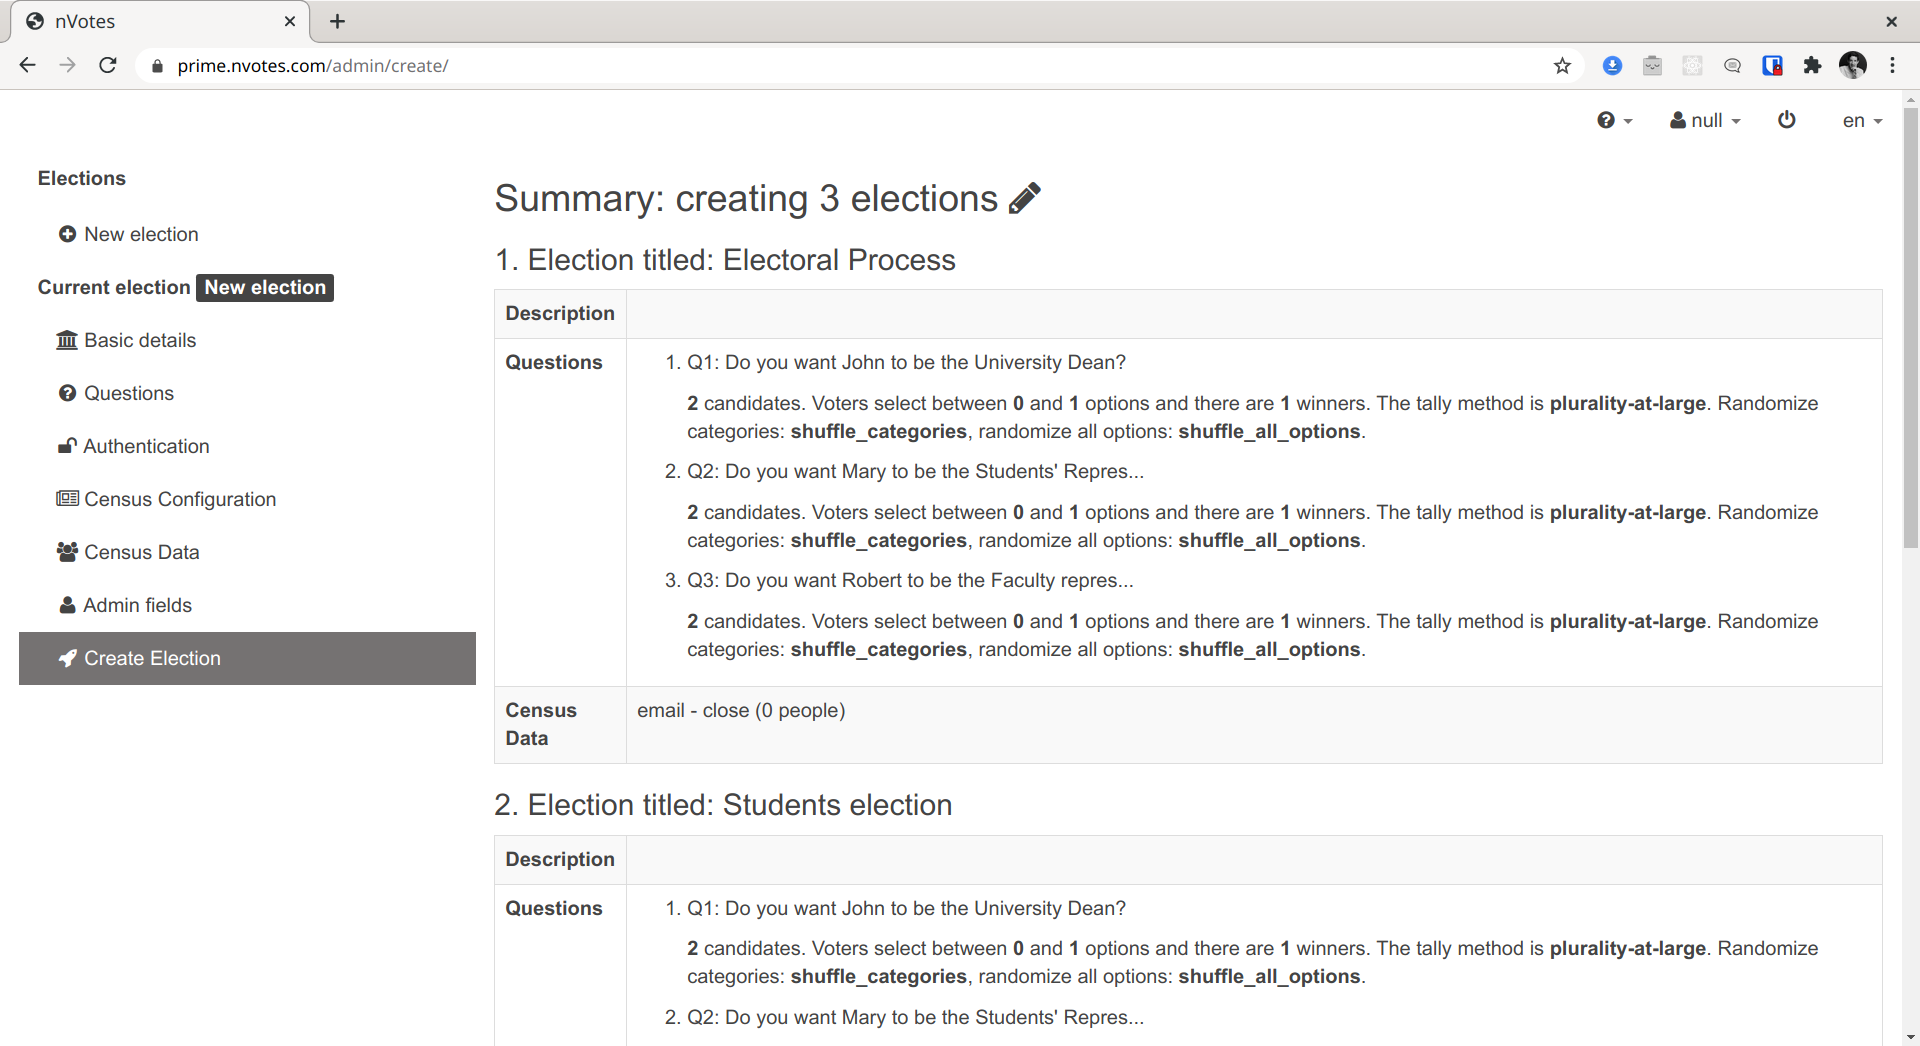 nVotes
prime.nvotes.com/admin/create/
null
en
Elections
New election
Current election New election
Basic details
Questions
Authentication
Census Configuration
Census Data
Admin fields
Create Election
Summary: creating 3 elections
1. Election titled: Electoral Process
Description
Questions
1. Q1: Do you want John to be the University Dean?
2 candidates. Voters select between 0 and 1 options and there are 1 winners. The tally method is plurality-at-large. Randomize
categories: shuffle_categories, randomize all options: shuffle_all_options.
2. Q2: Do you want Mary to be the Students' Repres...
2 candidates. Voters select between 0 and 1 options and there are 1 winners. The tally method is plurality-at-large. Randomize
categories: shuffle_categories, randomize all options: shuffle_all_options.
3. Q3: Do you want Robert to be the Faculty repres...
2 candidates. Voters select between 0 and 1 options and there are 1 winners. The tally method is plurality-at-large. Randomize
categories: shuffle_categories, randomize all options: shuffle_all_options.
Census
Data
email - close (0 people)
2. Election titled: Students election
Description
Questions
1. Q1: Do you want John to be the University Dean?
2 candidates. Voters select between 0 and 1 options and there are 1 winners. The tally method is plurality-at-large. Randomize
categories: shuffle_categories, randomize all options: shuffle_all_options.
2. Q2: Do you want Mary to be the Students' Repres...